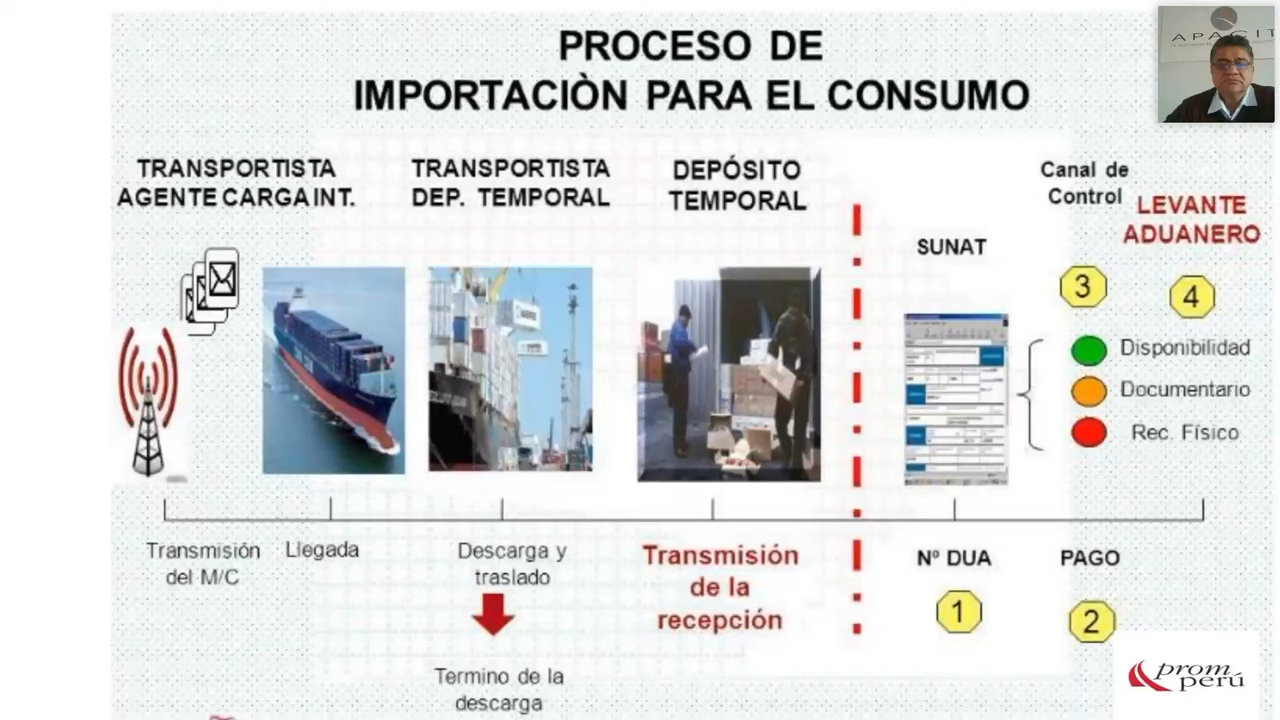 PROCESO DE
IMPORTACIÒN PARA EL CONSUMO
APACIT
TRANSPORTISTA
AGENTE CARGA INT.
TRANSPORTISTA
DEP. TEMPORAL
DEPÓSITO
TEMPORAL
SUNAT
Canal de
Control
LEVANTE
ADUANERO
3
4
Disponibilidad
Documentario
Rec. Físico
Transmisión
del M/C
Llegada
Descarga y
traslado
Termino de la
descarga
Transmisión
de la
recepción
Nº DUA
1
PAGO
2
prom
perú